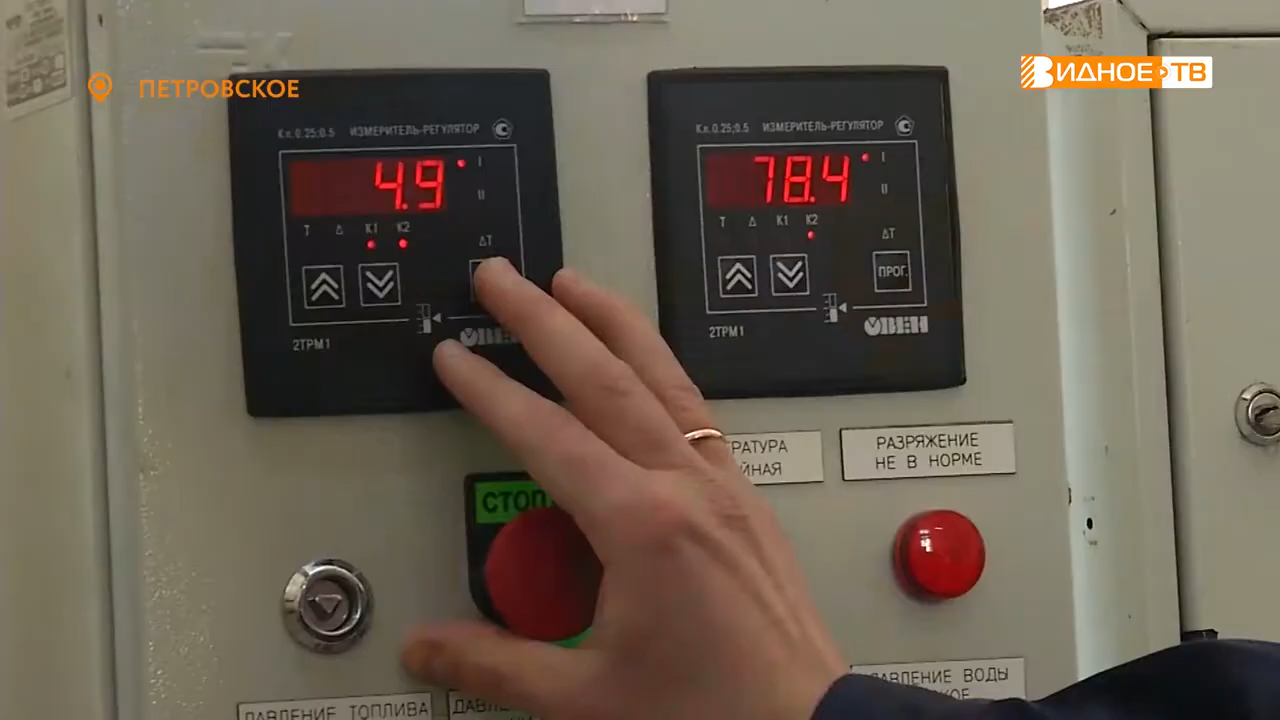 ПЕТРОВСКОЕ
ВИДНОЕ ТВ
Кл.0.25;0.5 ИЗМЕРИТЕЛЬ-РЕГУЛЯТОР
4.9
I
II
T Δ K1 K2
ΔT
2ТРМ1
ОВЕН
Кл.0.25;0.5 ИЗМЕРИТЕЛЬ-РЕГУЛЯТОР
78.4
I
II
T Δ K1 K2
ΔT
ПРОГ.
2ТРМ1
ОВЕН
РАЗРЯЖЕНИЕ
НЕ В НОРМЕ
СТОП
ДАВЛЕНИЕ ВОДЫ
ДАВЛЕНИЕ ТОПЛИВА